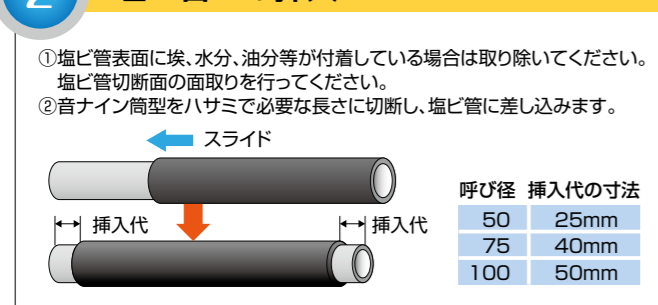 2
①塩ビ管表面に埃、水分、油分等が付着している場合は取り除いてください。
塩ビ管切断面の面取りを行ってください。
②音ナイン筒型をハサミで必要な長さに切断し、塩ビ管に差し込みます。
スライド
挿入代
挿入代
呼び径 挿入代の寸法
50 25mm
75 40mm
100 50mm